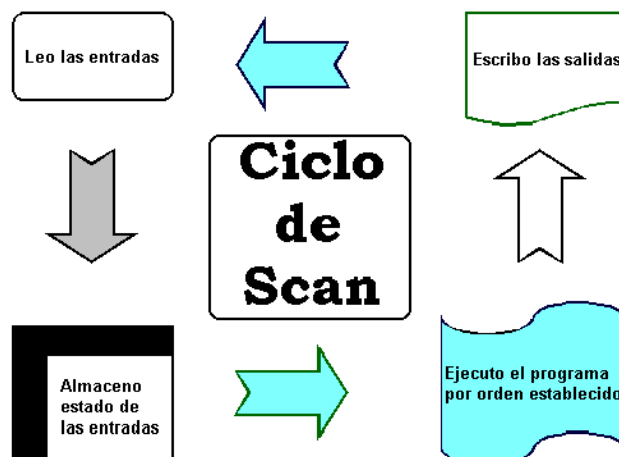 Leo las entradas
Escribo las salidas
Ciclo
de
Scan
Almaceno
estado de
las entradas
Ejecuto el programa
por orden establecido